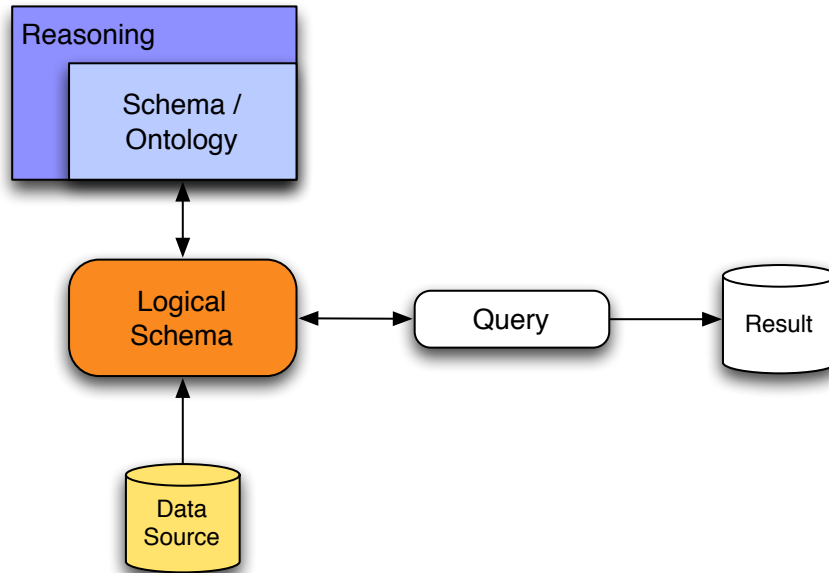 Reasoning
Schema /
Ontology
Logical
Schema
Query
Result
Data
Source